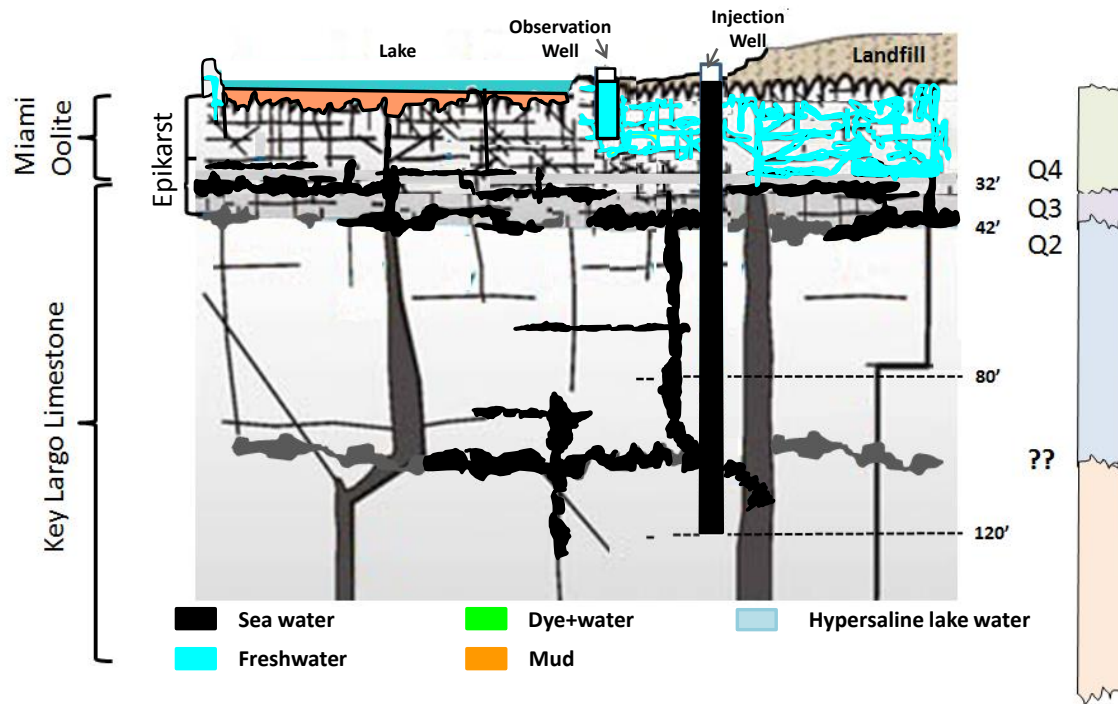 Observation
Well
Injection
Well
Lake
Landfill
Miami
Oolite
Epikarst
Key Largo Limestone
32’
42’
80’
120’
Q4
Q3
Q2
??
Sea water
Dye+water
Hypersaline lake water
Freshwater
Mud